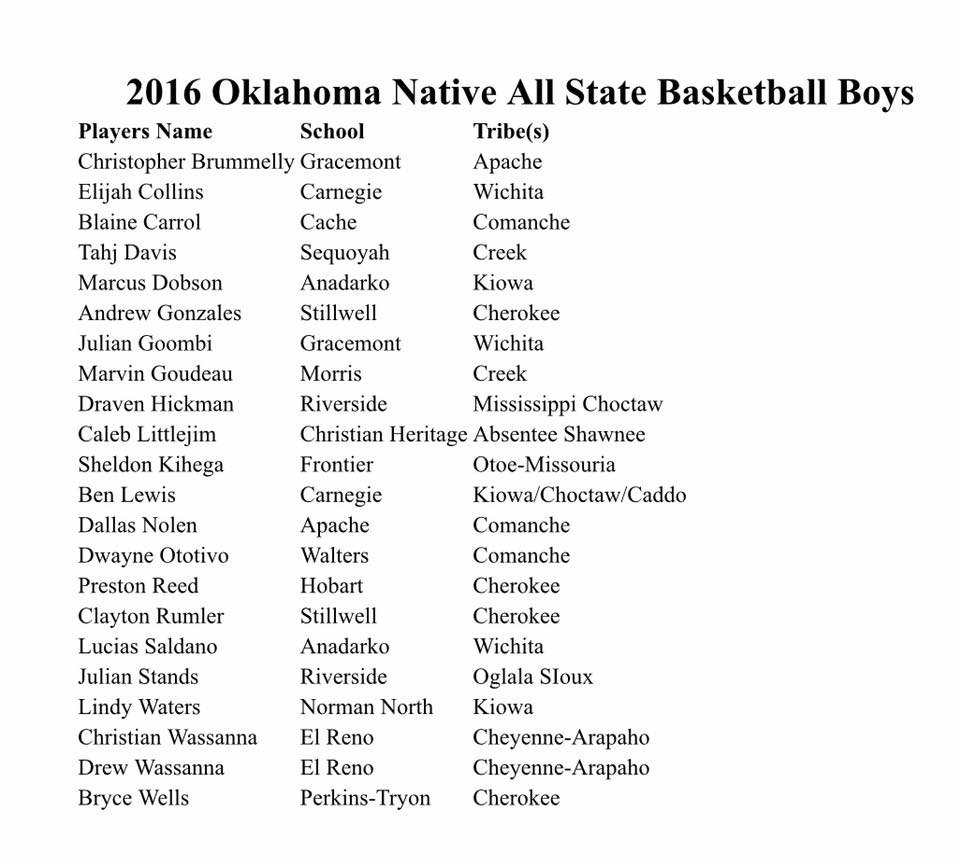 2016 Oklahoma Native All State Basketball Boys
Players Name School Tribe(s)
Christopher Brummelly Gracemont Apache
Elijah Collins Carnegie Wichita
Blaine Carrol Cache Comanche
Tahj Davis Sequoyah Creek
Marcus Dobson Anadarko Kiowa
Andrew Gonzales Stillwell Cherokee
Julian Goombi Gracemont Wichita
Marvin Goudeau Morris Creek
Draven Hickman Riverside Mississippi Choctaw
Caleb Littlejim Christian Heritage Absentee Shawnee
Sheldon Kihega Frontier Otoe-Missouria
Ben Lewis Carnegie Kiowa/Choctaw/Caddo
Dallas Nolen Apache Comanche
Dwayne Ototivo Walters Comanche
Preston Reed Hobart Cherokee
Clayton Rumler Stillwell Cherokee
Lucias Saldano Anadarko Wichita
Julian Stands Riverside Oglala SIoux
Lindy Waters Norman North Kiowa
Christian Wassanna El Reno Cheyenne-Arapaho
Drew Wassanna El Reno Cheyenne-Arapaho
Bryce Wells Perkins-Tryon Cherokee